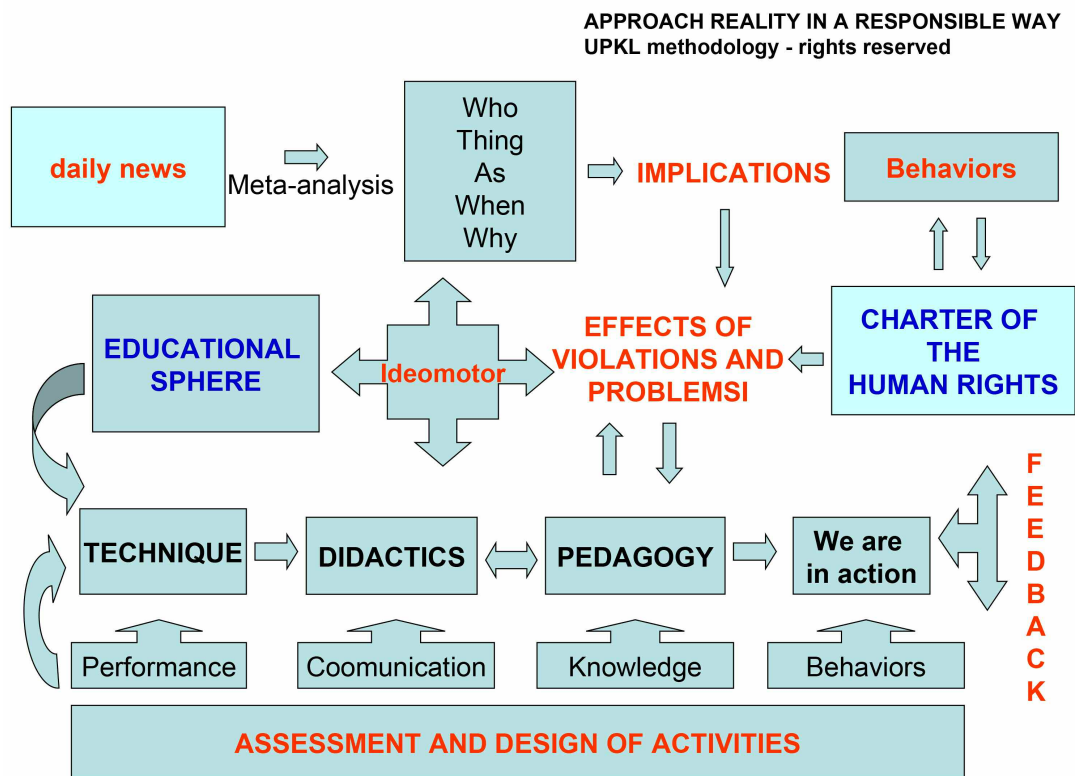 APPROACH REALITY IN A RESPONSIBLE WAY
UPKL methodology - rights reserved
daily news
Meta-analysis
Who
Thing
As
When
Why
IMPLICATIONS
Behaviors
EDUCATIONAL
SPHERE
Ideomotor
EFFECTS OF
VIOLATIONS AND
PROBLEMSI
CHARTER OF
THE
HUMAN RIGHTS
TECHNIQUE
DIDACTICS
PEDAGOGY
We are
in action
F
E
E
D
B
A
C
K
Performance
Coomunication
Knowledge
Behaviors
ASSESSMENT AND DESIGN OF ACTIVITIES